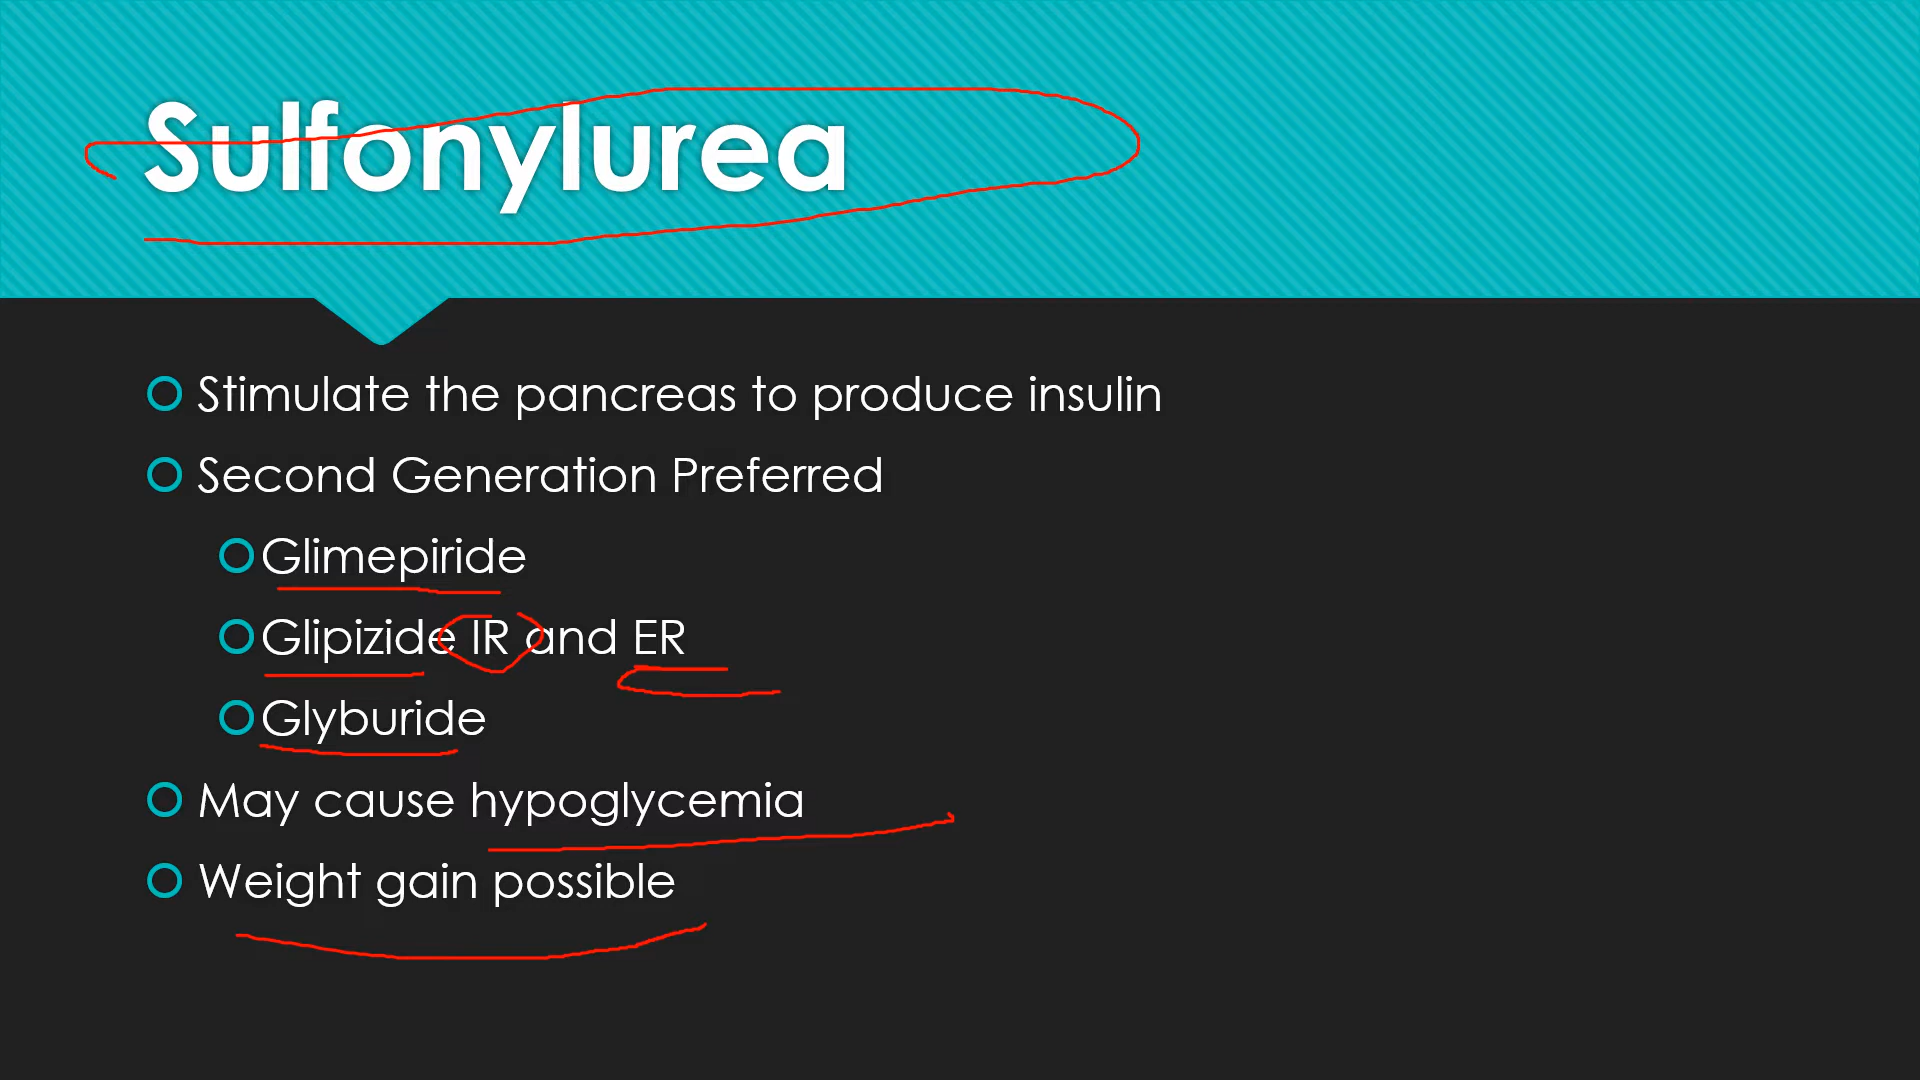 Sulfonylurea
Stimulate the pancreas to produce insulin
Second Generation Preferred
Glimepiride
Glipizide IR and ER
Glyburide
May cause hypoglycemia
Weight gain possible